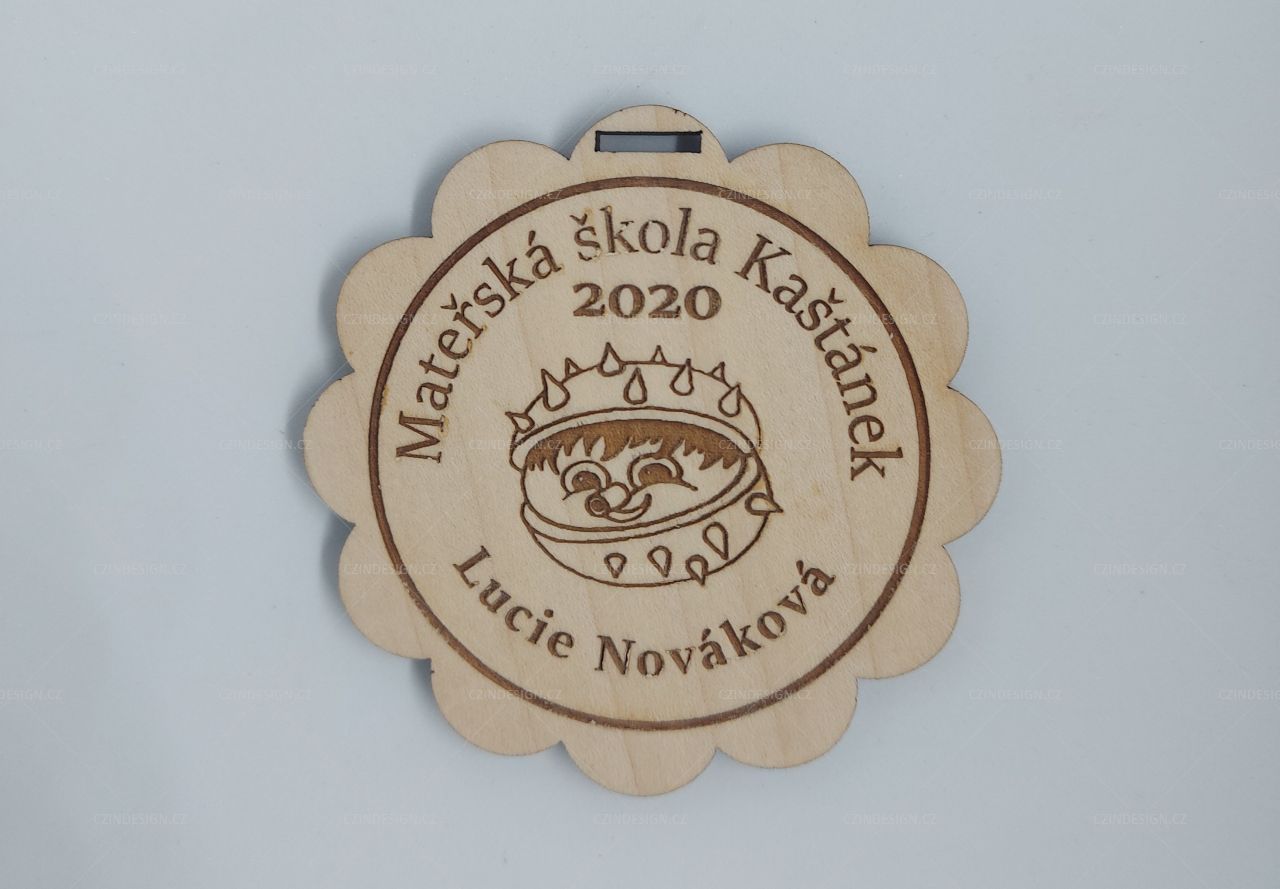 Mateřská škola Kaštánek
2020
Lucie Nováková
CZINDESIGN.CZ